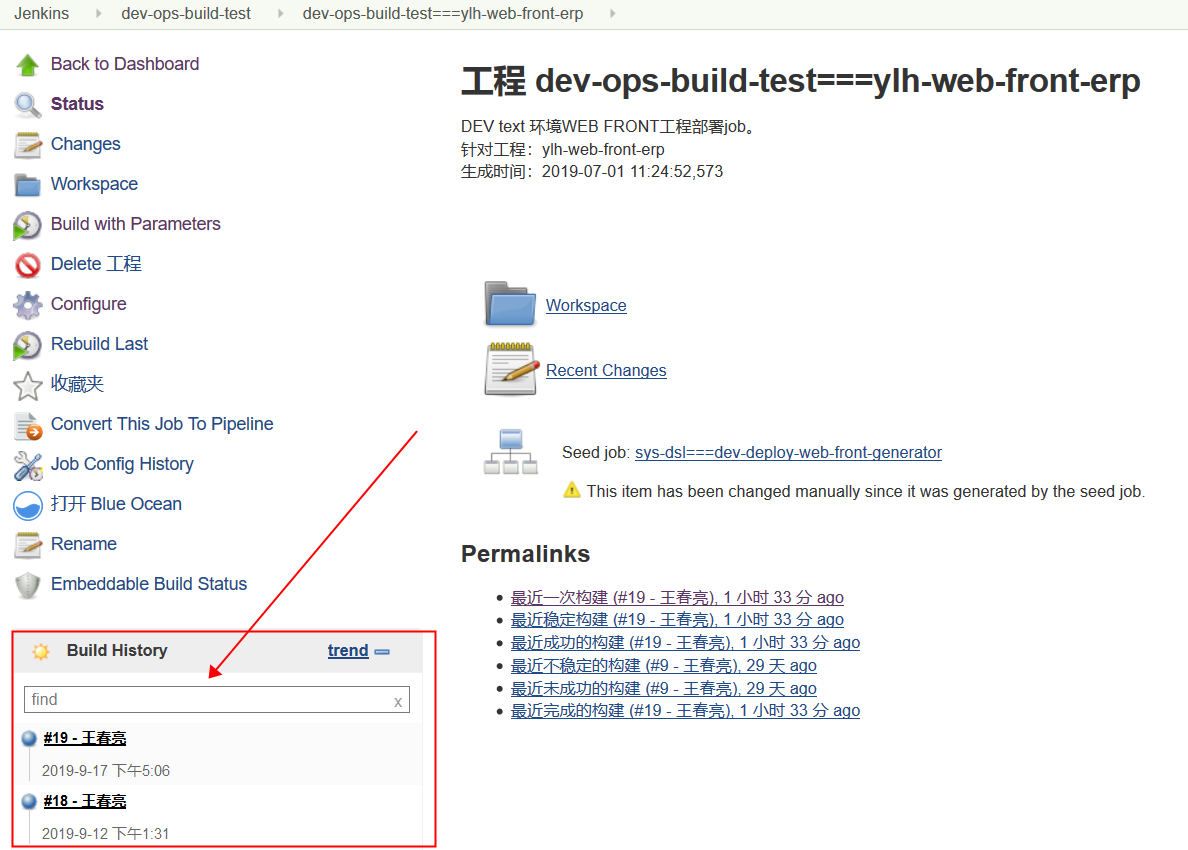 Jenkins dev-ops-build-test dev-ops-build-test===ylh-web-front-erp
Back to Dashboard
Status
Changes
Workspace
Build with Parameters
Delete 工程
Configure
Rebuild Last
收藏夹
Convert This Job To Pipeline
Job Config History
打开 Blue Ocean
Rename
Embeddable Build Status
Build History trend
find x
#19 - 王春亮
2019-9-17 下午5:06
#18 - 王春亮
2019-9-12 下午1:31
工程 dev-ops-build-test===ylh-web-front-erp
DEV text 环境WEB FRONT工程部署job。
针对工程：ylh-web-front-erp
生成时间：2019-07-01 11:24:52,573
Workspace
Recent Changes
Seed job: sys-dsl===dev-deploy-web-front-generator
This item has been changed manually since it was generated by the seed job.
Permalinks
最近一次构建 (#19 - 王春亮), 1 小时 33 分 ago
最近稳定构建 (#19 - 王春亮), 1 小时 33 分 ago
最近成功的构建 (#19 - 王春亮), 1 小时 33 分 ago
最近不稳定的构建 (#9 - 王春亮), 29 天 ago
最近未成功的构建 (#9 - 王春亮), 29 天 ago
最近完成的构建 (#19 - 王春亮), 1 小时 33 分 ago